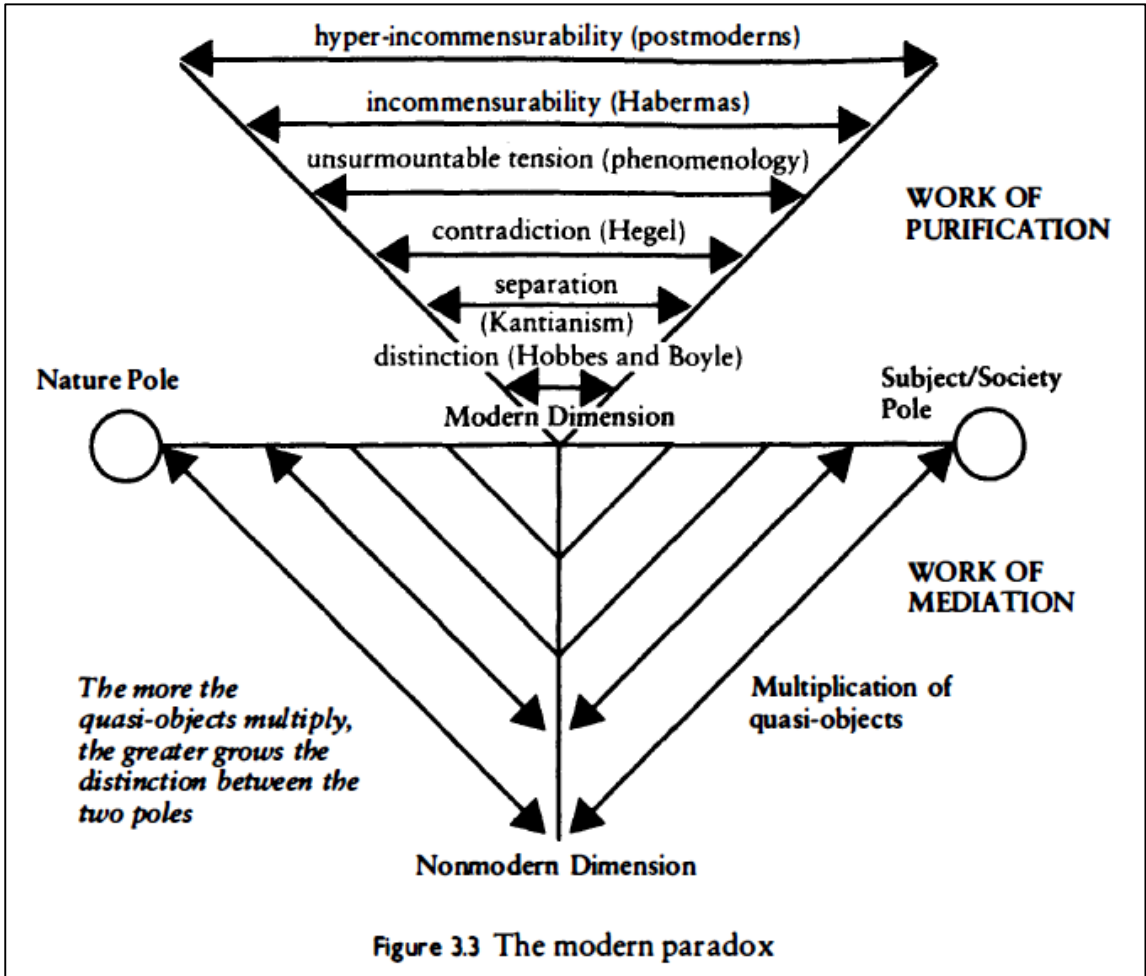 hyper-incommensurability (postmoderns)
incommensurability (Habermas)
unsurmountable tension (phenomenology)
WORK OF
PURIFICATION
contradiction (Hegel)
separation
(Kantianism)
distinction (Hobbes and Boyle)
Nature Pole
Subject/Society
Pole
Modern Dimension
WORK OF
MEDIATION
The more the
quasi-objects multiply,
the greater grows the
distinction between the
two poles
Multiplication of
quasi-objects
Nonmodern Dimension
Figure 3.3 The modern paradox